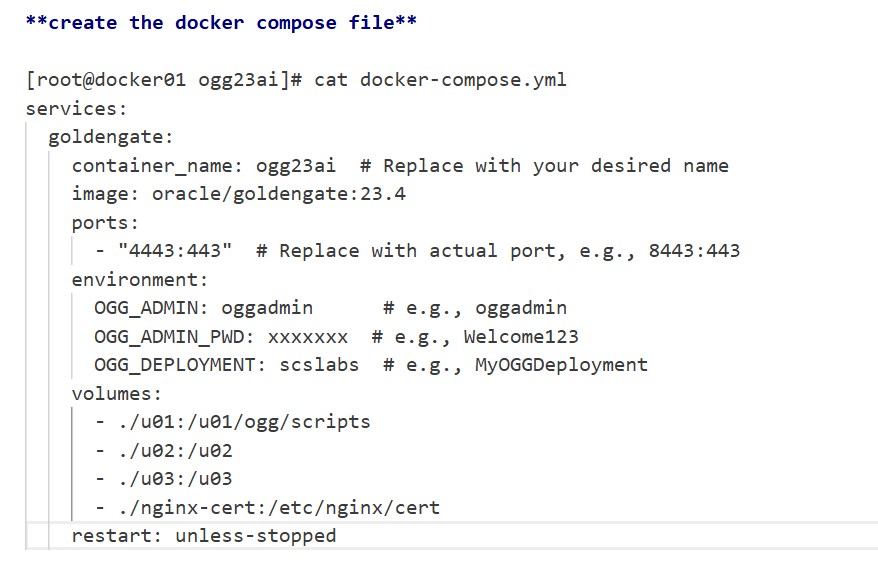 **create the docker compose file**
[root@docker01 ogg23ai]# cat docker-compose.yml
services:
  goldengate:
    container_name: ogg23ai  # Replace with your desired name
    image: oracle/goldengate:23.4
    ports:
      - "4443:443"  # Replace with actual port, e.g., 8443:443
    environment:
      OGG_ADMIN: oggadmin      # e.g., oggadmin
      OGG_ADMIN_PWD: xxxxxxx  # e.g., Welcome123
      OGG_DEPLOYMENT: scslabs  # e.g., MyOGGDeployment
    volumes:
      - ./u01:/u01/ogg/scripts
      - ./u02:/u02
      - ./u03:/u03
      - ./nginx-cert:/etc/nginx/cert
    restart: unless-stopped